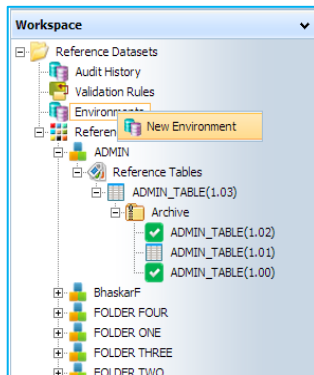 Workspace
Reference Datasets
Audit History
Validation Rules
Environments
New Environment
Referen
ADMIN
Reference Tables
ADMIN_TABLE(1.03)
Archive
ADMIN_TABLE(1.02)
ADMIN_TABLE(1.01)
ADMIN_TABLE(1.00)
BhaskarF
FOLDER FOUR
FOLDER ONE
FOLDER THREE
FOLDER TWO